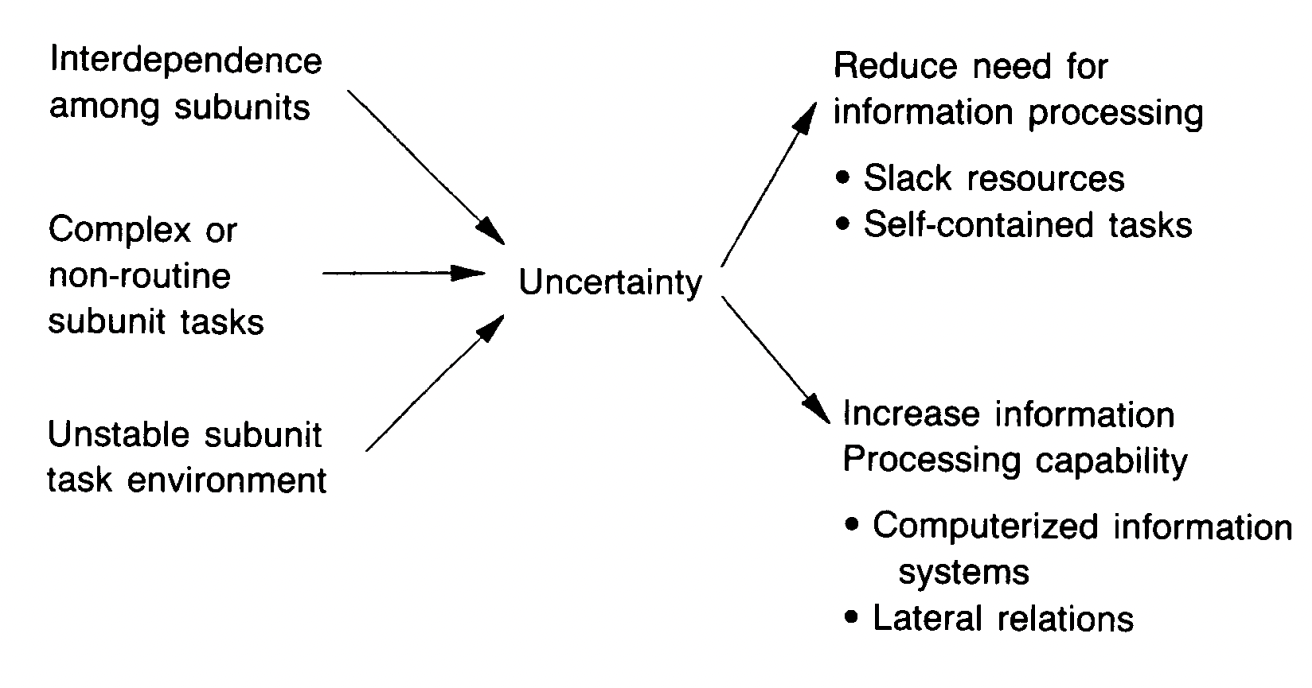 Interdependence
among subunits
Complex or
non-routine
subunit tasks
Unstable subunit
task environment
Uncertainty
Reduce need for
information processing
• Slack resources
• Self-contained tasks
Increase information
Processing capability
• Computerized information
systems
• Lateral relations